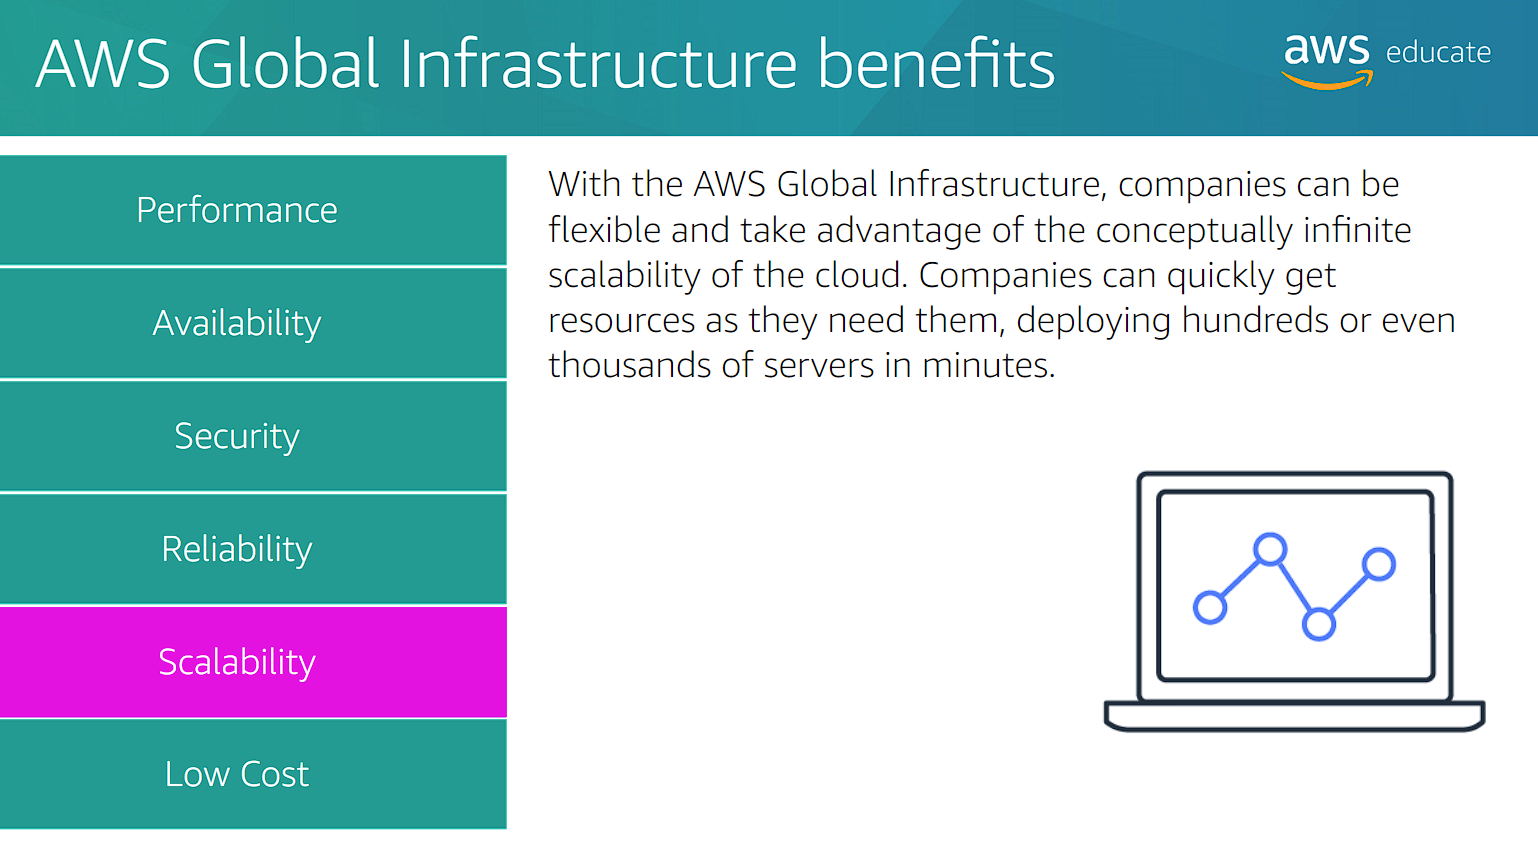 AWS Global Infrastructure benefits
aws educate
Performance
Availability
Security
Reliability
Scalability
Low Cost
With the AWS Global Infrastructure, companies can be
flexible and take advantage of the conceptually infinite
scalability of the cloud. Companies can quickly get
resources as they need them, deploying hundreds or even
thousands of servers in minutes.